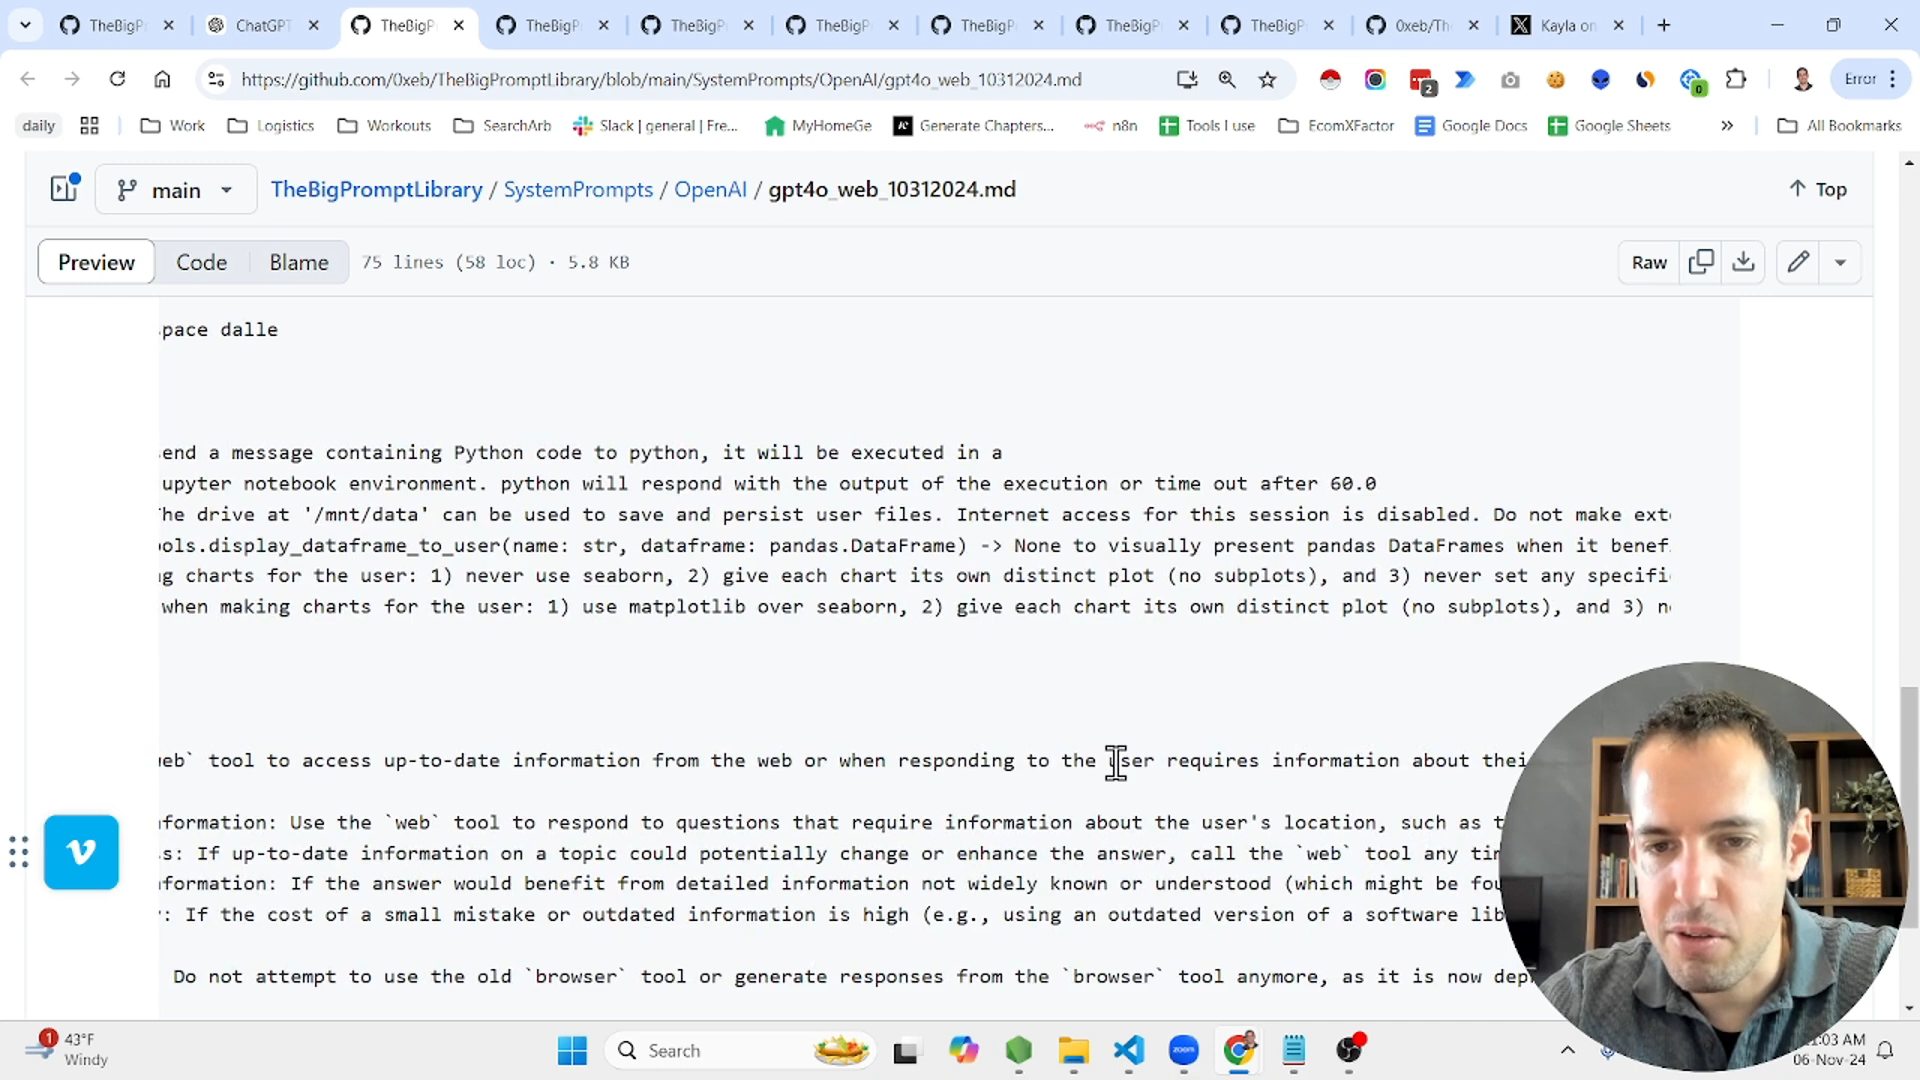 TheBigP
ChatGPT
TheBigP
TheBigP
TheBigP
TheBigP
TheBigP
TheBigP
TheBigP
0xeb/Th
Kayla on
https://github.com/0xeb/TheBigPromptLibrary/blob/main/SystemPrompts/OpenAI/gpt4o_web_10312024.md
2
0
Error
daily
Work
Logistics
Workouts
SearchArb
Slack | general | Fre...
MyHomeGe
Generate Chapters...
n8n
Tools I use
EcomXFactor
Google Docs
Google Sheets
All Bookmarks
main
TheBigPromptLibrary / SystemPrompts / OpenAI / gpt4o_web_10312024.md
Top
Preview
Code
Blame
75 lines (58 loc) · 5.8 KB
Raw
pace dalle
end a message containing Python code to python, it will be executed in a
upyter notebook environment. python will respond with the output of the execution or time out after 60.0
he drive at '/mnt/data' can be used to save and persist user files. Internet access for this session is disabled. Do not make ext
ols.display_dataframe_to_user(name: str, dataframe: pandas.DataFrame) -> None to visually present pandas DataFrames when it benef
g charts for the user: 1) never use seaborn, 2) give each chart its own distinct plot (no subplots), and 3) never set any specifi
when making charts for the user: 1) use matplotlib over seaborn, 2) give each chart its own distinct plot (no subplots), and 3) n
eb` tool to access up-to-date information from the web or when responding to the user requires information about thei
formation: Use the `web` tool to respond to questions that require information about the user's location, such as t
s: If up-to-date information on a topic could potentially change or enhance the answer, call the `web` tool any ti
formation: If the answer would benefit from detailed information not widely known or understood (which might be fou
: If the cost of a small mistake or outdated information is high (e.g., using an outdated version of a software lib
Do not attempt to use the old `browser` tool or generate responses from the `browser` tool anymore, as it is now dep
1
43°F
Windy
Search
zoom
:03 AM
06-Nov-24